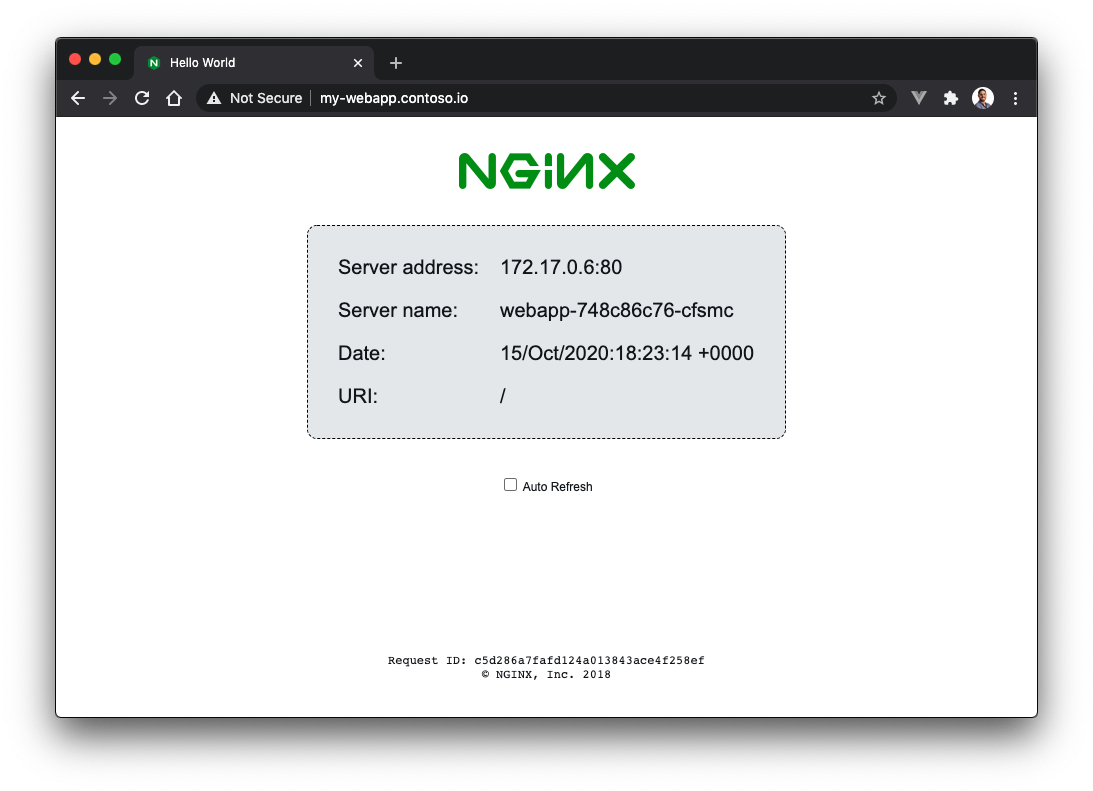 Hello World
Not Secure | my-webapp.contoso.io
NGINX
Server address: 172.17.0.6:80
Server name: webapp-748c86c76-cfsmc
Date: 15/Oct/2020:18:23:14 +0000
URI: /
Auto Refresh
Request ID: c5d286a7fafd124a013843ace4f258ef
© NGINX, Inc. 2018